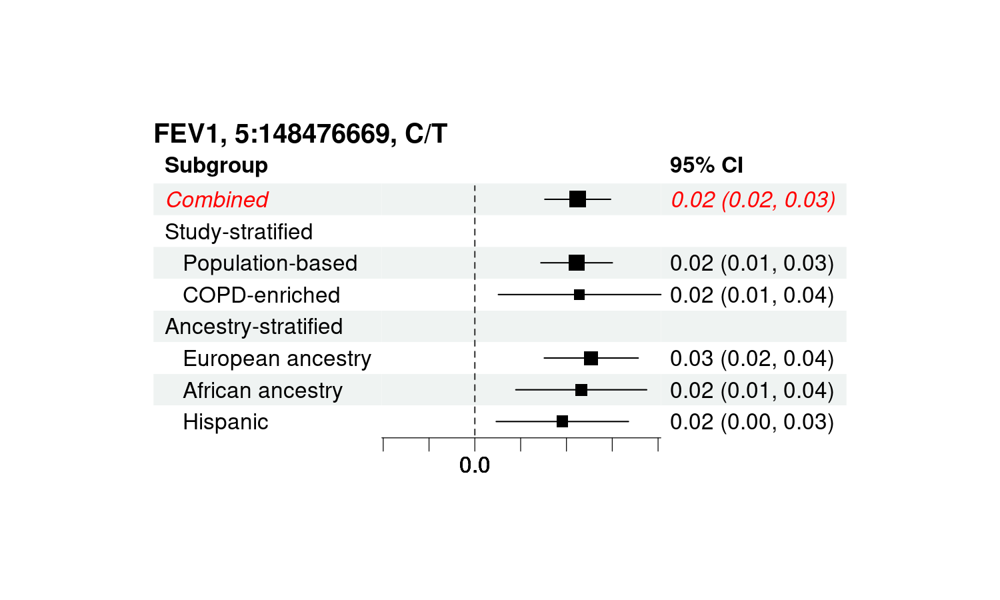 FEV1, 5:148476669, C/T
Subgroup 95% CI
Combined 0.02 (0.02, 0.03)
Study-stratified
Population-based 0.02 (0.01, 0.03)
COPD-enriched 0.02 (0.01, 0.04)
Ancestry-stratified
European ancestry 0.03 (0.02, 0.04)
African ancestry 0.02 (0.01, 0.04)
Hispanic 0.02 (0.00, 0.03)
0.0